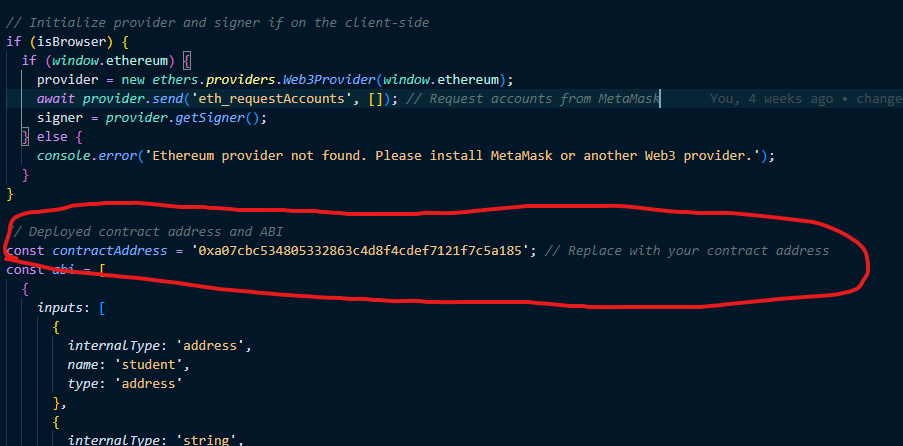 // Initialize provider and signer if on the client-side
if (isBrowser) {
if (window.ethereum) {
provider = new ethers.providers.Web3Provider(window.ethereum);
await provider.send('eth_requestAccounts', []); // Request accounts from MetaMask You, 4 weeks ago • change
signer = provider.getSigner();
} else {
console.error('Ethereum provider not found. Please install MetaMask or another Web3 provider.');
}
}
// Deployed contract address and ABI
const contractAddress = '0xa07cbc534805332863c4d8f4cdef7121f7c5a185'; // Replace with your contract address
const abi = [
{
inputs: [
{
internalType: 'address',
name: 'student',
type: 'address'
},
{
internalType: 'string',